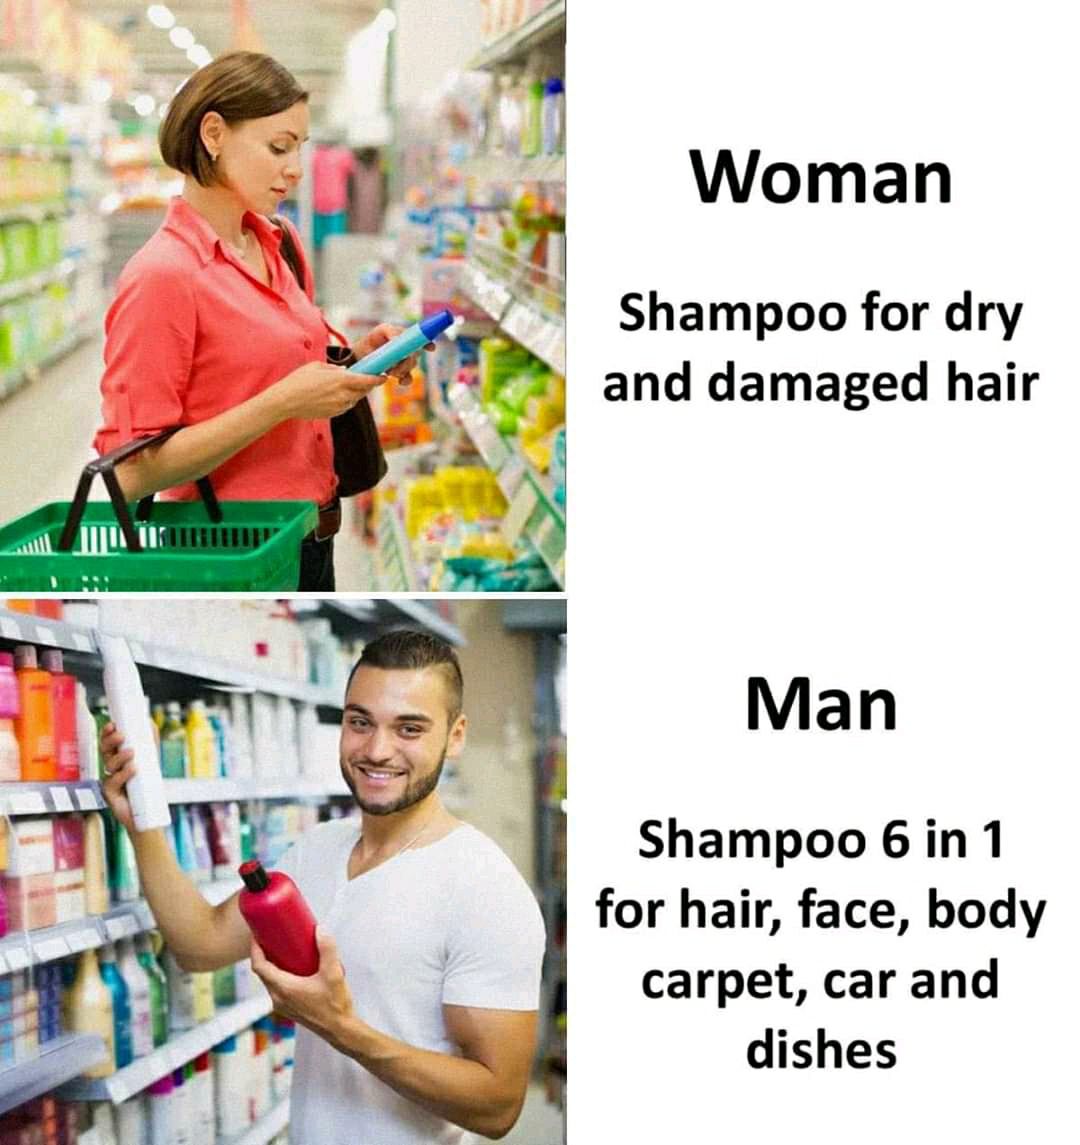 Woman
Shampoo for dry
and damaged hair
Man
Shampoo 6 in 1
for hair, face, body
carpet, car and
dishes